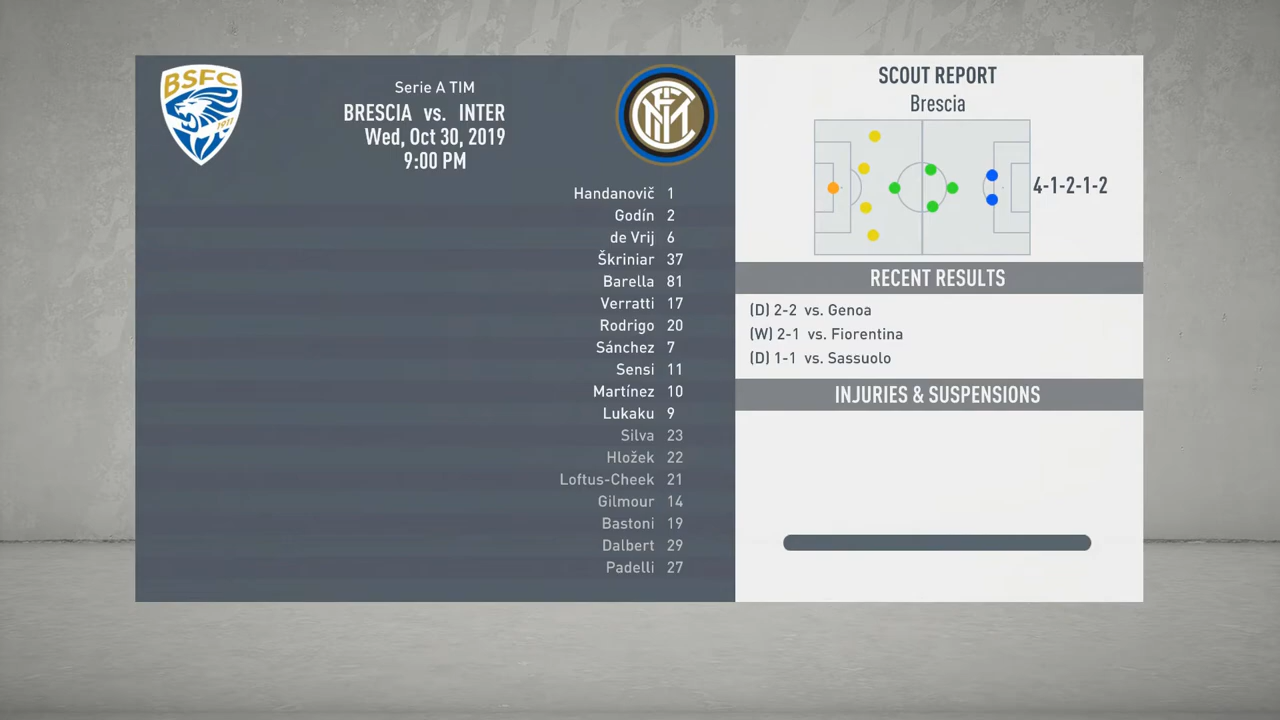 BSFC
1911
Serie A TIM
BRESCIA vs. INTER
Wed, Oct 30, 2019
9:00 PM
Handanovič 1
Godín 2
de Vrij 6
Škriniar 37
Barella 81
Verratti 17
Rodrigo 20
Sánchez 7
Sensi 11
Martínez 10
Lukaku 9
Silva 23
Hložek 22
Loftus-Cheek 21
Gilmour 14
Bastoni 19
Dalbert 29
Padelli 27
SCOUT REPORT
Brescia
4-1-2-1-2
RECENT RESULTS
(D) 2-2 vs. Genoa
(W) 2-1 vs. Fiorentina
(D) 1-1 vs. Sassuolo
INJURIES & SUSPENSIONS